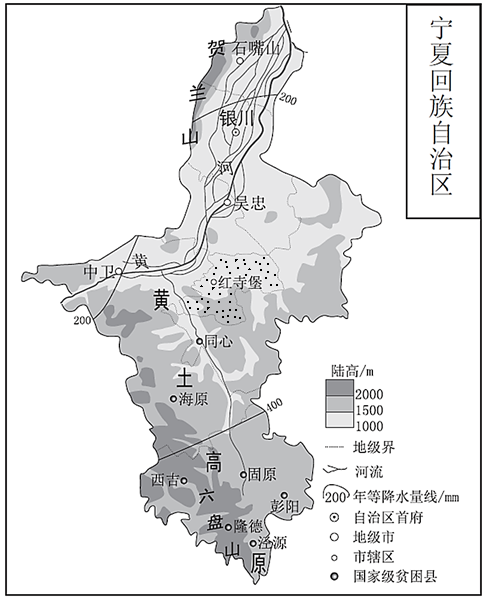 宁夏回族自治区
贺
石嘴山
兰
200
银川
山
河
吴忠
黄
中卫
红寺堡
黄
200
同心
土
海原
400
高
西吉
固原
六
彭阳
盘
隆德
山
泾源
原
陆高/m
2000
1500
1000
地级界
河流
200 年等降水量线/mm
自治区首府
地级市
市辖区
国家级贫困县